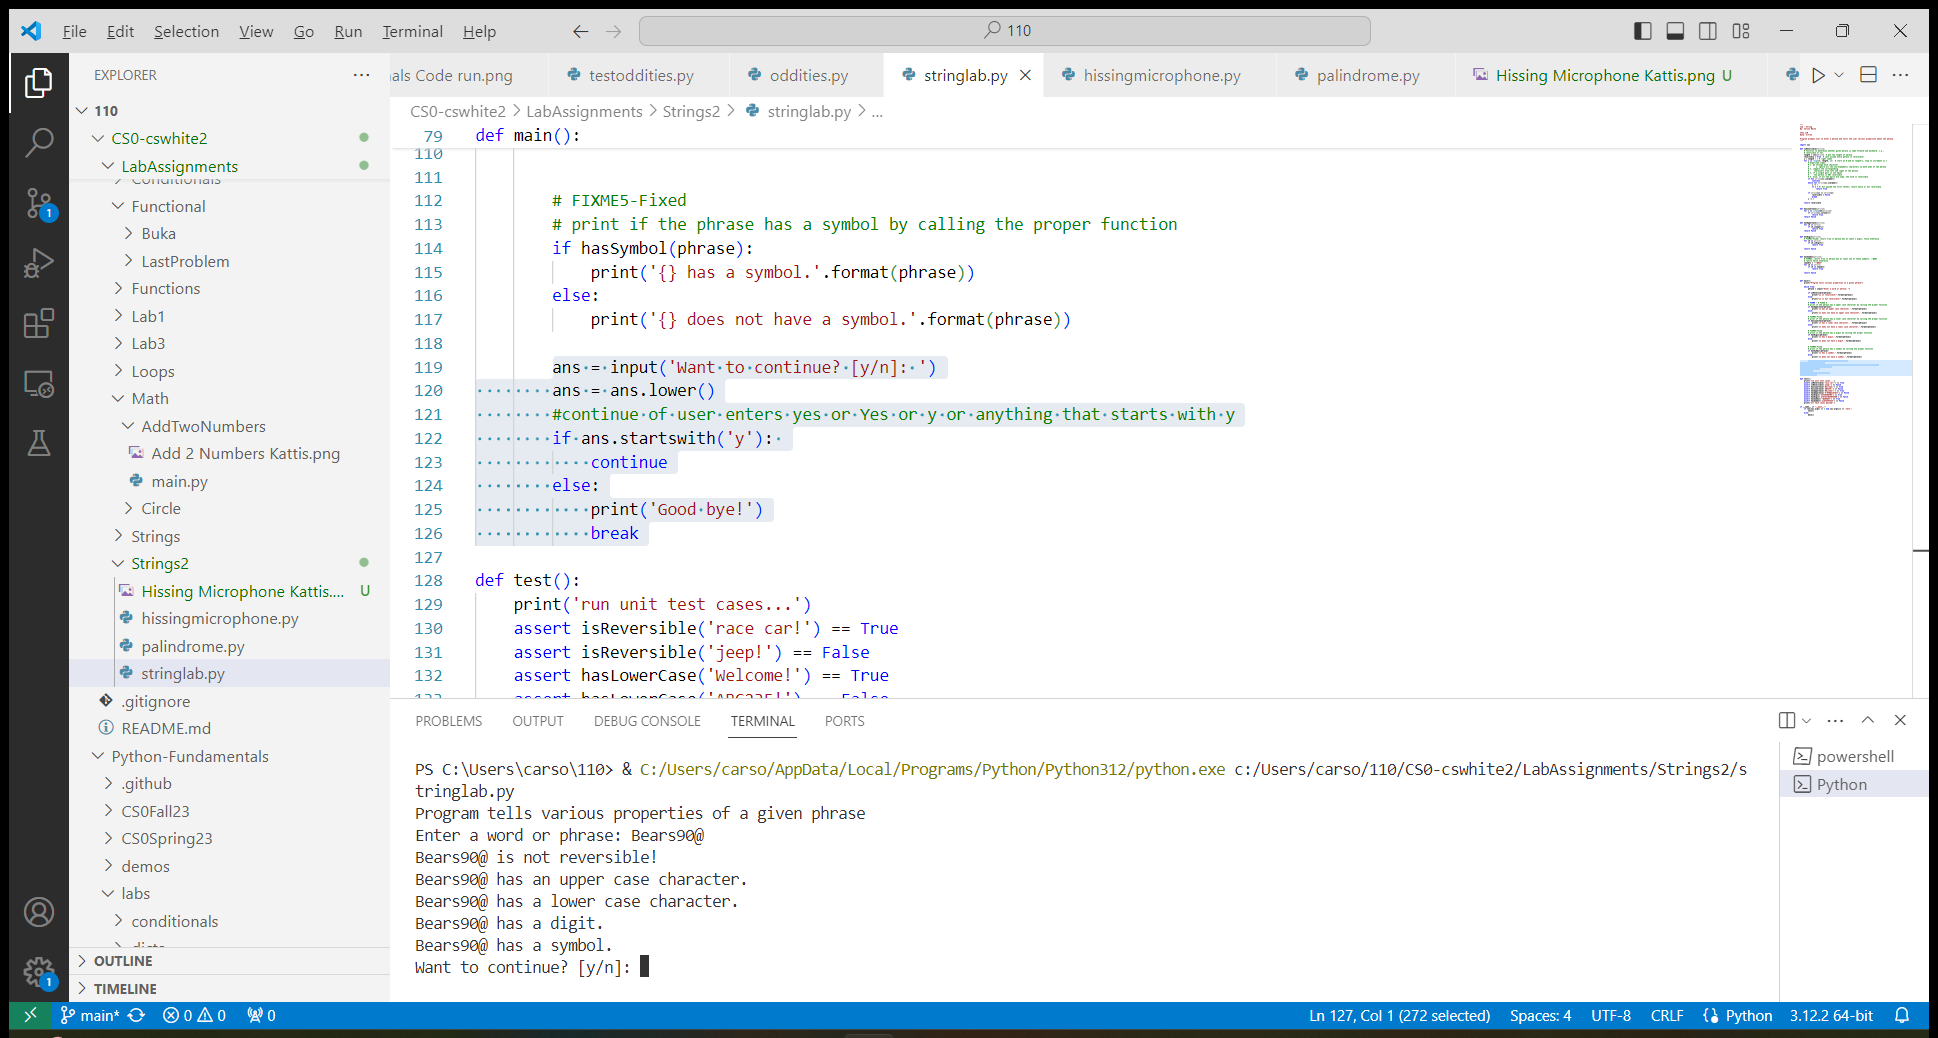 File Edit Selection View Go Run Terminal Help
110
EXPLORER
110
CS0-cswhite2
LabAssignments
Conditionals
Functional
Buka
LastProblem
Functions
Lab1
Lab3
Loops
Math
AddTwoNumbers
Add 2 Numbers Kattis.png
main.py
Circle
Strings
Strings2
Hissing Microphone Kattis.... U
hissingmicrophone.py
palindrome.py
stringlab.py
.gitignore
README.md
Python-Fundamentals
.github
CS0Fall23
CS0Spring23
demos
labs
conditionals
dicts
OUTLINE
TIMELINE
als Code run.png testoddities.py oddities.py stringlab.py hissingmicrophone.py palindrome.py Hissing Microphone Kattis.png U
CS0-cswhite2 > LabAssignments > Strings2 > stringlab.py > ...
79 def main():
110
111
112 # FIXME5-Fixed
113 # print if the phrase has a symbol by calling the proper function
114 if hasSymbol(phrase):
115 print('{} has a symbol.'.format(phrase))
116 else:
117 print('{} does not have a symbol.'.format(phrase))
118
119 ans = input('Want to continue? [y/n]: ')
120 ans = ans.lower()
121 #continue of user enters yes or Yes or y or anything that starts with y
122 if ans.startswith('y'):
123 continue
124 else:
125 print('Good bye!')
126 break
127
128 def test():
129 print('run unit test cases...')
130 assert isReversible('race car!') == True
131 assert isReversible('jeep!') == False
132 assert hasLowerCase('Welcome!') == True
PROBLEMS OUTPUT DEBUG CONSOLE TERMINAL PORTS
PS C:\Users\carso\110> & C:/Users/carso/AppData/Local/Programs/Python/Python312/python.exe c:/Users/carso/110/CS0-cswhite2/LabAssignments/Strings2/s
tringlab.py
Program tells various properties of a given phrase
Enter a word or phrase: Bears90@
Bears90@ is not reversible!
Bears90@ has an upper case character.
Bears90@ has a lower case character.
Bears90@ has a digit.
Bears90@ has a symbol.
Want to continue? [y/n]:
powershell
Python
1
1
main* 0 0 0 Ln 127, Col 1 (272 selected) Spaces: 4 UTF-8 CRLF Python 3.12.2 64-bit